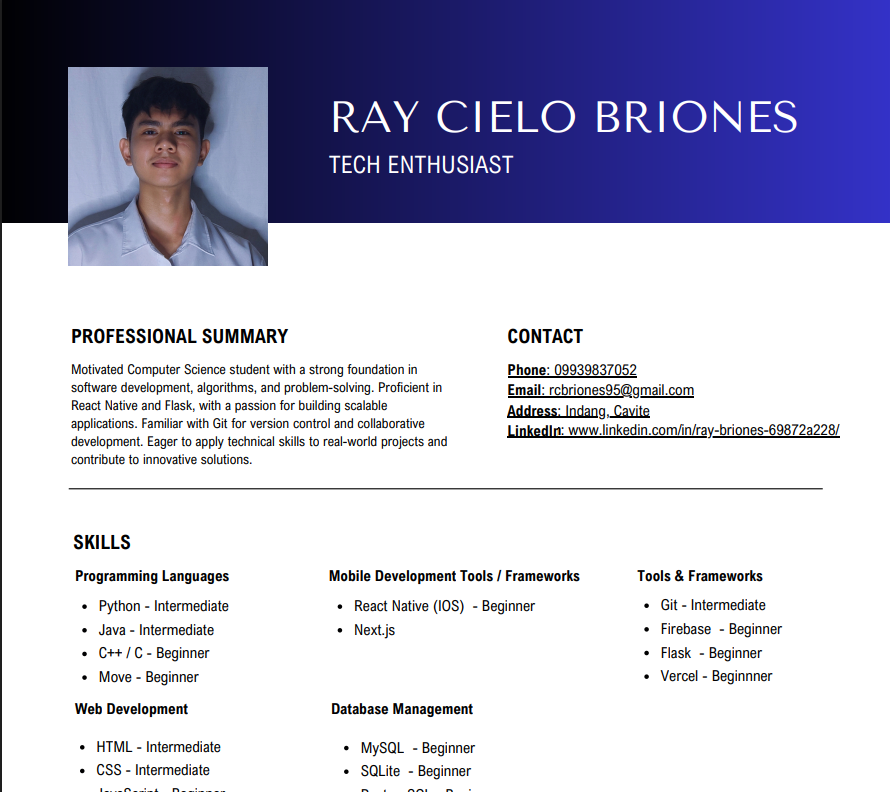 RAY CIELO BRIONES
TECH ENTHUSIAST
PROFESSIONAL SUMMARY
Motivated Computer Science student with a strong foundation in
software development, algorithms, and problem-solving. Proficient in
React Native and Flask, with a passion for building scalable
applications. Familiar with Git for version control and collaborative
development. Eager to apply technical skills to real-world projects and
contribute to innovative solutions.
CONTACT
Phone: 09939837052
Email: rcbriones95@gmail.com
Address: Indang, Cavite
LinkedIn: www.linkedin.com/in/ray-briones-69872a228/
SKILLS
Programming Languages
• Python - Intermediate
• Java - Intermediate
• C++ / C - Beginner
• Move - Beginner
Mobile Development Tools / Frameworks
• React Native (IOS)  - Beginner
• Next.js
Tools & Frameworks
• Git - Intermediate
• Firebase  - Beginner
• Flask  - Beginner
• Vercel - Beginnner
Web Development
• HTML - Intermediate
• CSS - Intermediate
JavaScript - Beginner
Database Management
• MySQL  - Beginner
• SQLite  - Beginner